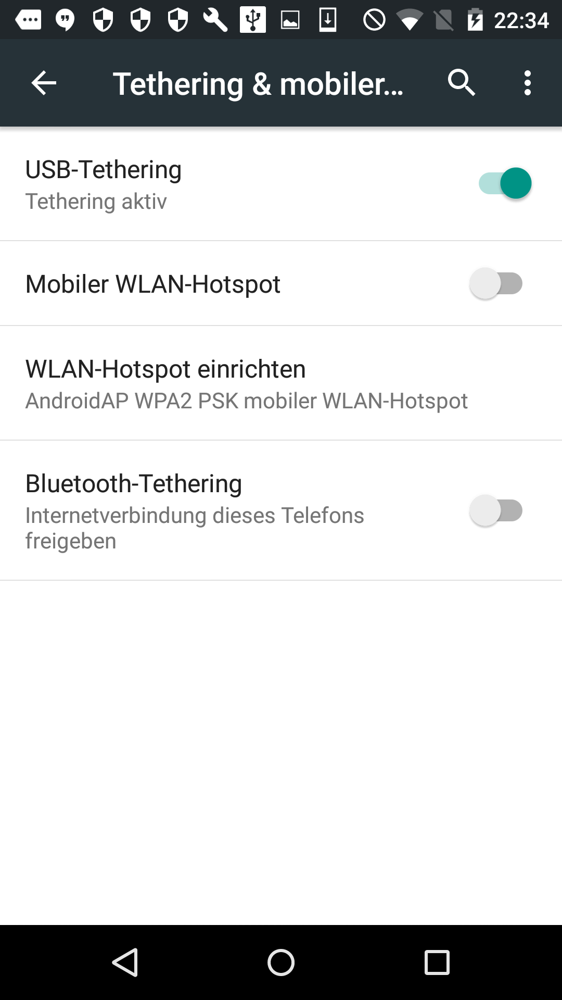 22:34
Tethering & mobiler...
USB-Tethering
Tethering aktiv
Mobiler WLAN-Hotspot
WLAN-Hotspot einrichten
AndroidAP WPA2 PSK mobiler WLAN-Hotspot
Bluetooth-Tethering
Internetverbindung dieses Telefons
freigeben